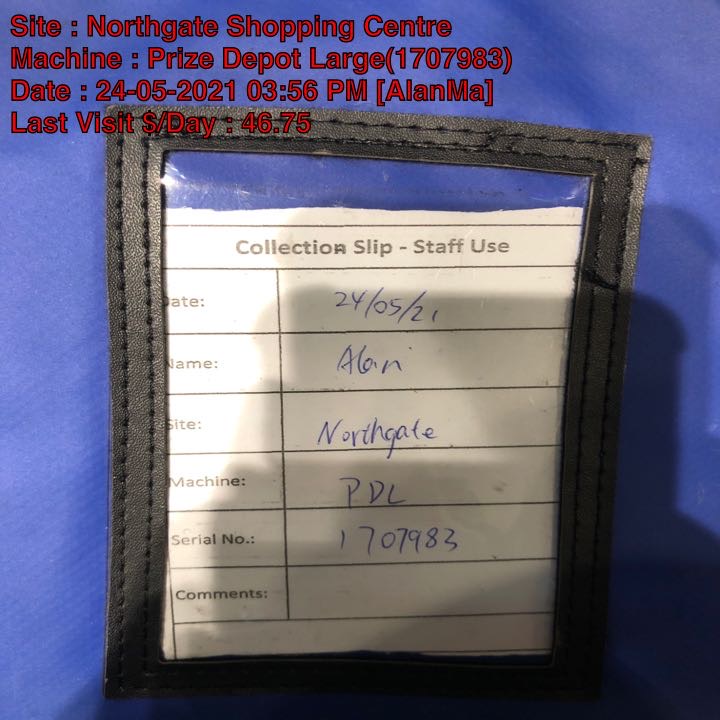 Site : Northgate Shopping Centre
Machine : Prize Depot Large(1707983)
Date : 24-05-2021 03:56 PM [AlanMa]
Last Visit $/Day : 46.75
Collection Slip - Staff Use
ate: 24/05/21
Name: Alan
Site: Northgate
Machine: PDL
Serial No.: 1707983
Comments: